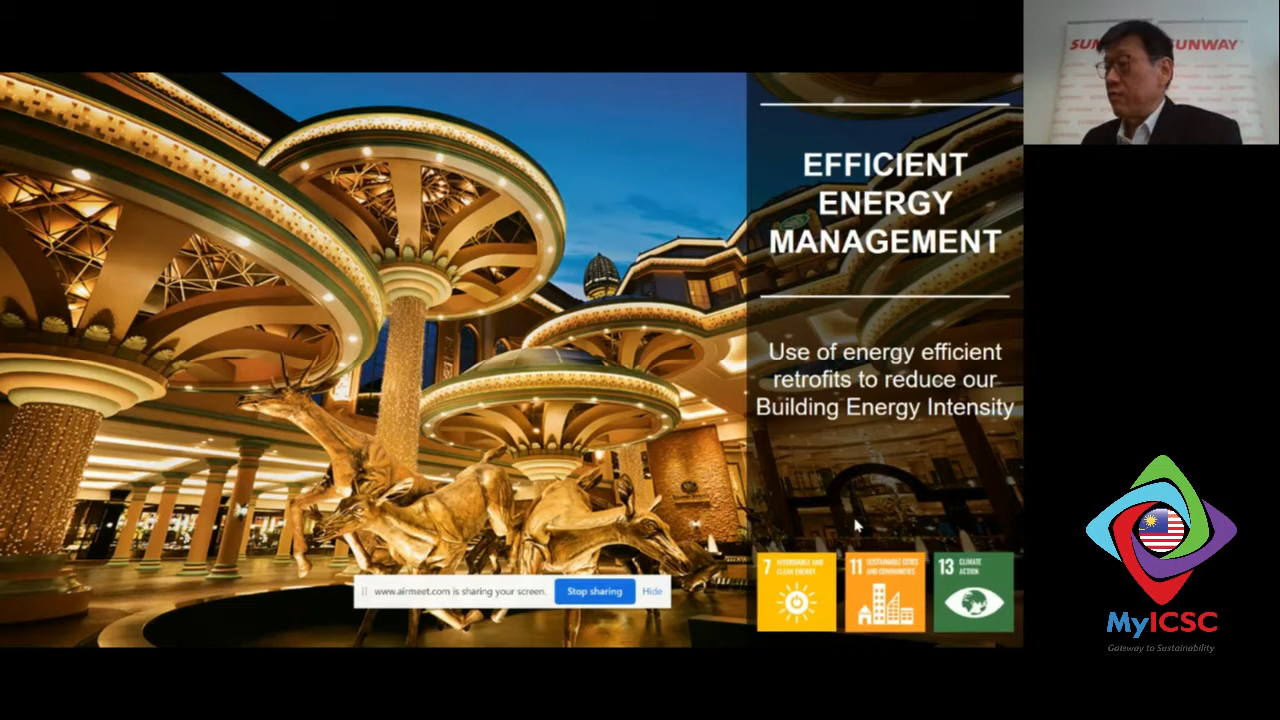 SUNWAY
EFFICIENT
ENERGY
MANAGEMENT
Use of energy efficient
retrofits to reduce our
Building Energy Intensity
www.airmeet.com is sharing your screen.
Stop sharing
Hide
7 AFFORDABLE AND
CLEAN ENERGY
11 SUSTAINABLE CITIES
AND COMMUNITIES
13 CLIMATE
ACTION
MyICSC
Gateway to Sustainability